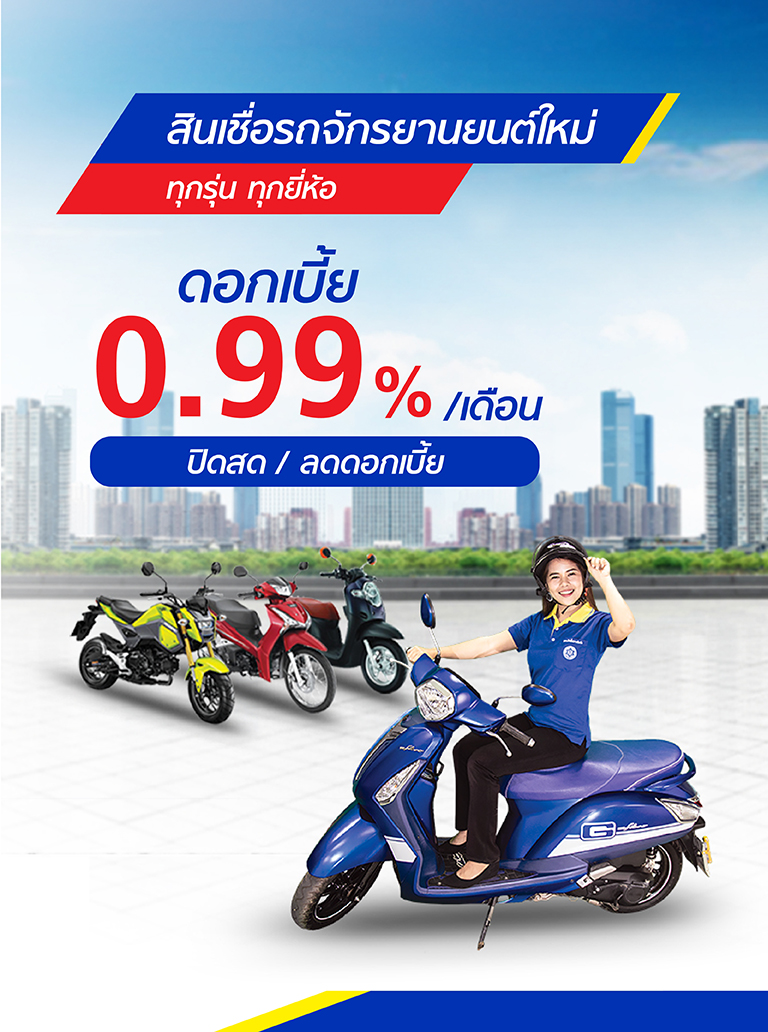 สินเชื่อรถจักรยานยนต์ใหม่
ทุกรุ่น ทุกยี่ห้อ
ดอกเบี้ย
0.99% /เดือน
ปิดสด / ลดดอกเบี้ย
G